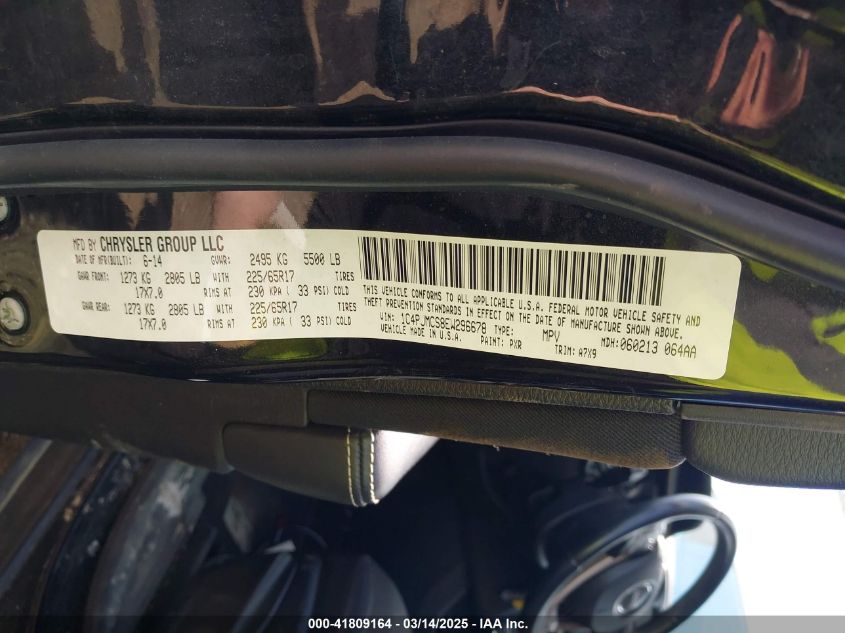 MFD BY CHRYSLER GROUP LLC
DATE OF MFR(BUILT): 6-14 GVWR: 2495 KG 5500 LB
GAWR FRONT: 1273 KG 2805 LB WITH 225/65R17 TIRES
17X7.0 RIMS AT 230 KPA ( 33 PSI) COLD
GAWR REAR: 1273 KG 2805 LB WITH 225/65R17 TIRES
17X7.0 RIMS AT 230 KPA ( 33 PSI) COLD
THIS VEHICLE CONFORMS TO ALL APPLICABLE U.S.A. FEDERAL MOTOR VEHICLE SAFETY AND
THEFT PREVENTION STANDARDS IN EFFECT ON THE DATE OF MANUFACTURE SHOWN ABOVE.
VIN: 1C4PJMCS8EW296678 TYPE: MPV MDH: 060213 064AA
VEHICLE MADE IN U.S.A. PAINT: PXR TRIM: A7X9
000-41809164 - 03/14/2025 - IAA Inc.